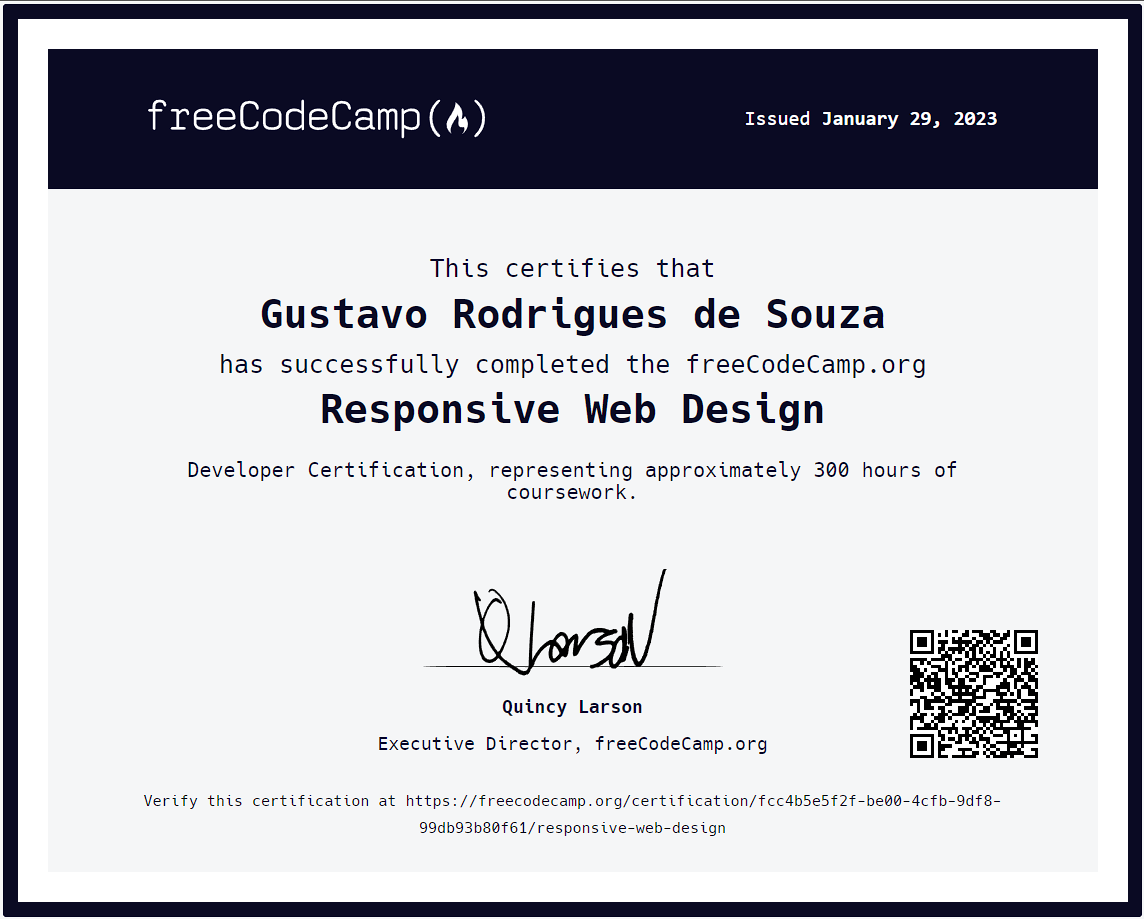 freeCodeCamp
Issued January 29, 2023
This certifies that
Gustavo Rodrigues de Souza
has successfully completed the freeCodeCamp.org
Responsive Web Design
Developer Certification, representing approximately 300 hours of
coursework.
Q Larson
Quincy Larson
Executive Director, freeCodeCamp.org
Verify this certification at https://freecodecamp.org/certification/fcc4b5e5f2f-be00-4cfb-9df8-
99db93b80f61/responsive-web-design